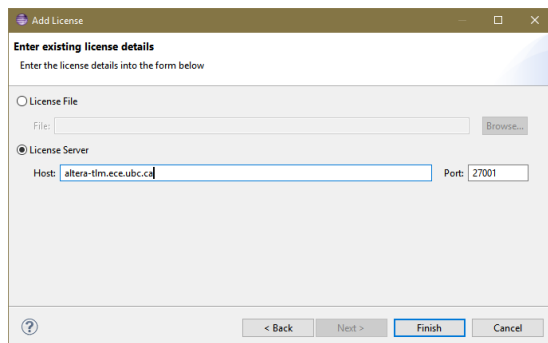 Add License
Enter existing license details
Enter the license details into the form below
License File
File: Browse...
License Server
Host: altera-tlm.ece.ubc.ca Port: 27001
? < Back Next > Finish Cancel